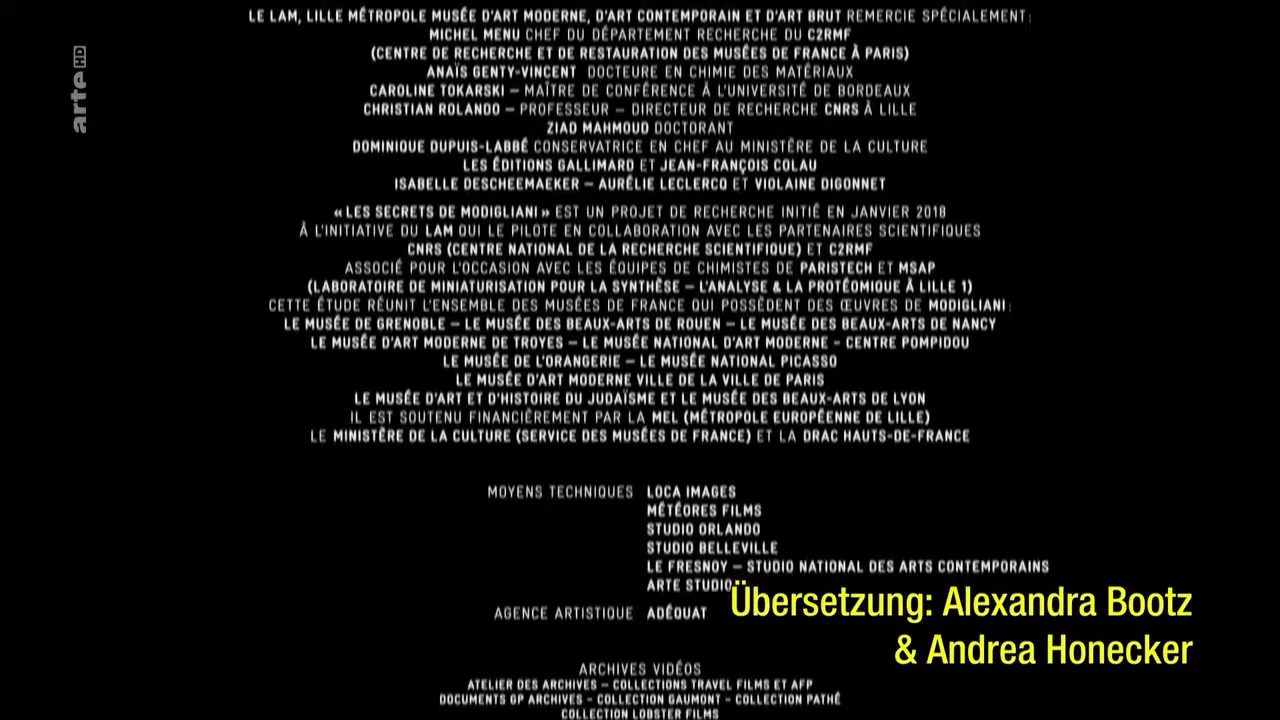 LE LAM, LILLE MÉTROPOLE MUSÉE D'ART MODERNE, D'ART CONTEMPORAIN ET D'ART BRUT REMERCIE SPÉCIALEMENT:
MICHEL MENU CHEF DU DÉPARTEMENT RECHERCHE DU C2RMF
(CENTRE DE RECHERCHE ET DE RESTAURATION DES MUSÉES DE FRANCE À PARIS)
ANAÏS GENTY-VINCENT DOCTEURE EN CHIMIE DES MATÉRIAUX
CAROLINE TOKARSKI – MAÎTRE DE CONFÉRENCE À L'UNIVERSITÉ DE BORDEAUX
CHRISTIAN ROLANDO – PROFESSEUR – DIRECTEUR DE RECHERCHE CNRS À LILLE
ZIAD MAHMOUD DOCTORANT
DOMINIQUE DUPUIS-LABBÉ CONSERVATRICE EN CHEF AU MINISTÈRE DE LA CULTURE
LES ÉDITIONS GALLIMARD ET JEAN-FRANÇOIS COLAU
ISABELLE DESCHEEMAEKER – AURÉLIE LECLERCQ ET VIOLAINE DIGONNET
« LES SECRETS DE MODIGLIANI » EST UN PROJET DE RECHERCHE INITIÉ EN JANVIER 2018
À L'INITIATIVE DU LAM QUI LE PILOTE EN COLLABORATION AVEC LES PARTENAIRES SCIENTIFIQUES
CNRS (CENTRE NATIONAL DE LA RECHERCHE SCIENTIFIQUE) ET C2RMF
ASSOCIÉ POUR L'OCCASION AVEC LES ÉQUIPES DE CHIMISTES DE PARISTECH ET MSAP
(LABORATOIRE DE MINIATURISATION POUR LA SYNTHÈSE – L'ANALYSE & LA PROTÉOMIQUE À LILLE 1)
CETTE ÉTUDE RÉUNIT L'ENSEMBLE DES MUSÉES DE FRANCE QUI POSSÈDENT DES ŒUVRES DE MODIGLIANI:
LE MUSÉE DE GRENOBLE – LE MUSÉE DES BEAUX-ARTS DE ROUEN – LE MUSÉE DES BEAUX-ARTS DE NANCY
LE MUSÉE D'ART MODERNE DE TROYES – LE MUSÉE NATIONAL D'ART MODERNE - CENTRE POMPIDOU
LE MUSÉE DE L'ORANGERIE – LE MUSÉE NATIONAL PICASSO
LE MUSÉE D'ART MODERNE VILLE DE LA VILLE DE PARIS
LE MUSÉE D'ART ET D'HISTOIRE DU JUDAÏSME ET LE MUSÉE DES BEAUX-ARTS DE LYON
IL EST SOUTENU FINANCIÈREMENT PAR LA MEL (MÉTROPOLE EUROPÉENNE DE LILLE)
LE MINISTÈRE DE LA CULTURE (SERVICE DES MUSÉES DE FRANCE) ET LA DRAC HAUTS-DE-FRANCE
MOYENS TECHNIQUES LOCA IMAGES
MÉTÉORES FILMS
STUDIO ORLANDO
STUDIO BELLEVILLE
LE FRESNOY – STUDIO NATIONAL DES ARTS CONTEMPORAINS
ARTE STUDIO
AGENCE ARTISTIQUE ADÉQUAT
Übersetzung: Alexandra Bootz
& Andrea Honecker
ARCHIVES VIDÉOS
ATELIER DES ARCHIVES – COLLECTIONS TRAVEL FILMS ET AFP
DOCUMENTS GP ARCHIVES - COLLECTION GAUMONT - COLLECTION PATHÉ
COLLECTION LOBSTER FILMS
arte HD